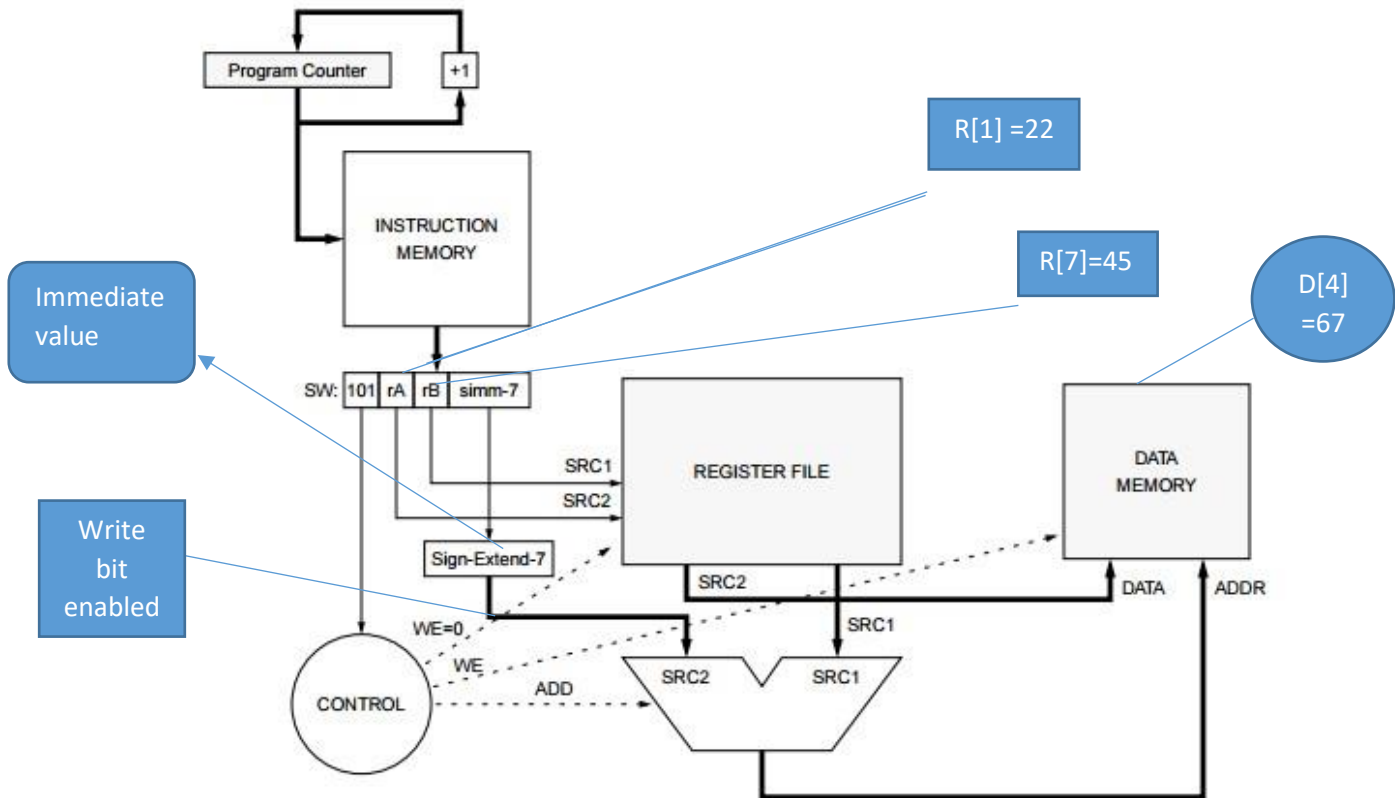 Program Counter
+1
R[1] =22
INSTRUCTION
MEMORY
R[7]=45
D[4]
=67
Immediate
value
SW: 101 rA rB simm-7
REGISTER FILE
DATA
MEMORY
SRC1
SRC2
Write
bit
enabled
Sign-Extend-7
SRC2
DATA
ADDR
WE=0
SRC1
WE
SRC2
SRC1
ADD
CONTROL